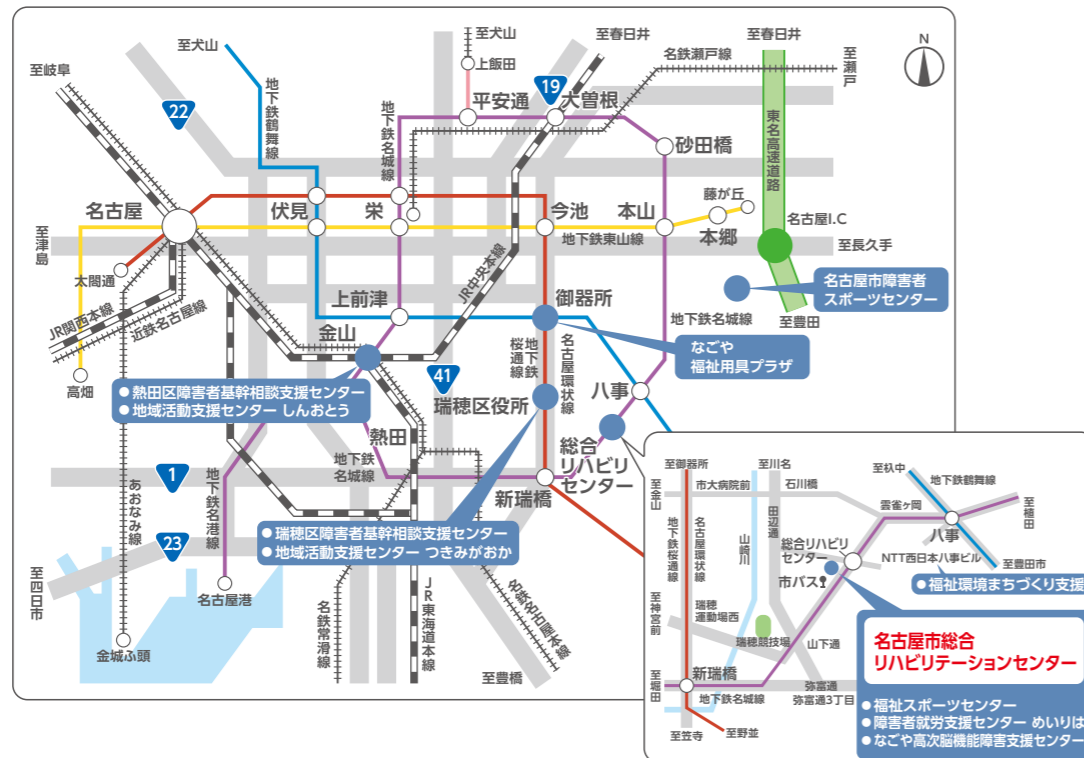 至犬山
至犬山
至春日井
至春日井
名鉄瀬戸線
至瀬戸
N
至岐阜
上飯田
22
地下鉄鶴舞線
地下鉄名城線
平安通
19
大曽根
砂田橋
東名高速道路
藤が丘
名古屋
伏見
栄
今池
本山
本郷
名古屋I.C
至津島
地下鉄東山線
至長久手
太閤通
JR中央本線
名古屋市障害者
スポーツセンター
上前津
御器所
地下鉄名城線
至豊田
JR関西本線
近鉄名古屋線
金山
地下鉄
桜通線
名古屋環状線
なごや
福祉用具プラザ
高畑
41
八事
● 熱田区障害者基幹相談支援センター
● 地域活動支援センター しんおとう
瑞穂区役所
熱田
総合
リハビリ
センター
地下鉄
名城線
新瑞橋
1
あおなみ線
地下鉄名港線
23
● 瑞穂区障害者基幹相談支援センター
● 地域活動支援センター つきみがおか
至四日市
名古屋港
金城ふ頭
名鉄常滑線
JR東海道本線
名鉄名古屋本線
至豊橋
至御器所
至川名
至杁中
地下鉄鶴舞線
至金山
市大病院前
石川橋
雲雀ヶ岡
至植田
地下鉄桜通線
名古屋環状線
山崎川
田辺通
八事
総合リハビリ
センター
NTT西日本八事ビル
至豊田市
市バス
● 福祉環境まちづくり支援
至神宮前
瑞穂
運動場西
瑞穂競技場
山下通
名古屋市総合
リハビリテーションセンター
新瑞橋
至堀田
地下鉄名城線
弥富通
弥富通3丁目
至笠寺
至野並
● 福祉スポーツセンター
● 障害者就労支援センター めいりは
● なごや高次脳機能障害支援センター